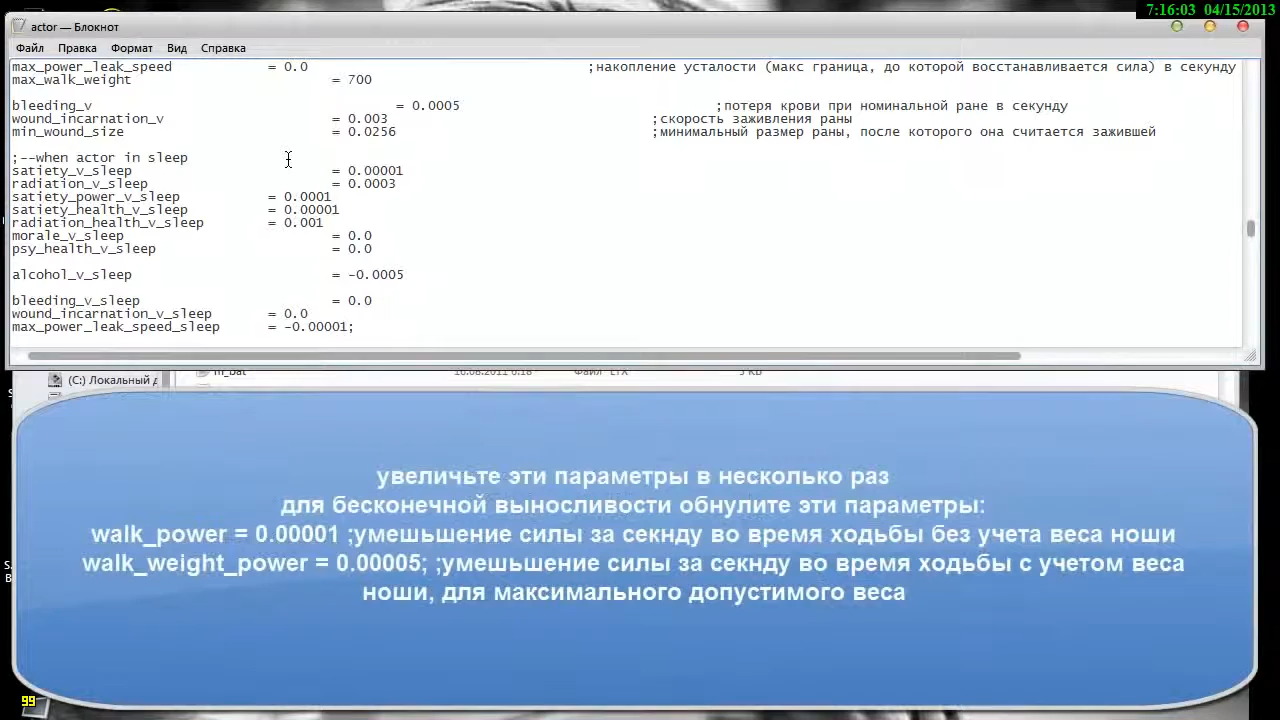 7:16:03 04/15/2013
actor — Блокнот
Файл Правка Формат Вид Справка
max_power_leak_speed = 0.0 ;накопление усталости (макс граница, до которой восстанавливается сила) в секунду
max_walk_weight = 700
bleeding_v = 0.0005 ;потеря крови при номинальной ране в секунду
wound_incarnation_v = 0.003 ;скорость заживления раны
min_wound_size = 0.0256 ;минимальный размер раны, после которого она считается зажившей
;--when actor in sleep
satiety_v_sleep = 0.00001
radiation_v_sleep = 0.0003
satiety_power_v_sleep = 0.0001
satiety_health_v_sleep = 0.00001
radiation_health_v_sleep = 0.001
morale_v_sleep = 0.0
psy_health_v_sleep = 0.0
alcohol_v_sleep = -0.0005
bleeding_v_sleep = 0.0
wound_incarnation_v_sleep = 0.0
max_power_leak_speed_sleep = -0.00001;
(C:) Локальный
увеличьте эти параметры в несколько раз
для бесконечной выносливости обнулите эти параметры:
walk_power = 0.00001 ;умешьшение силы за секнду во время ходьбы без учета веса ноши
walk_weight_power = 0.00005; ;умешьшение силы за секнду во время ходьбы с учетом веса
ноши, для максимального допустимого веса
99